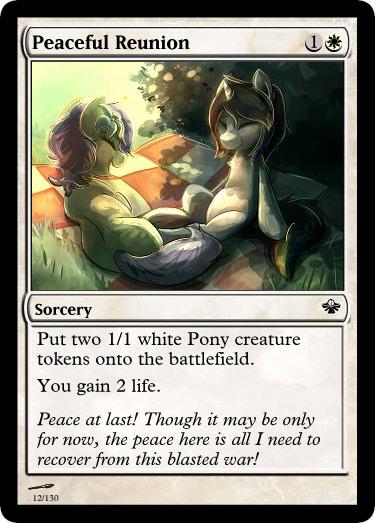 Peaceful Reunion 1
Sorcery
Put two 1/1 white Pony creature
tokens onto the battlefield.
You gain 2 life.
Peace at last! Though it may be only
for now, the peace here is all I need to
recover from this blasted war!
12/130